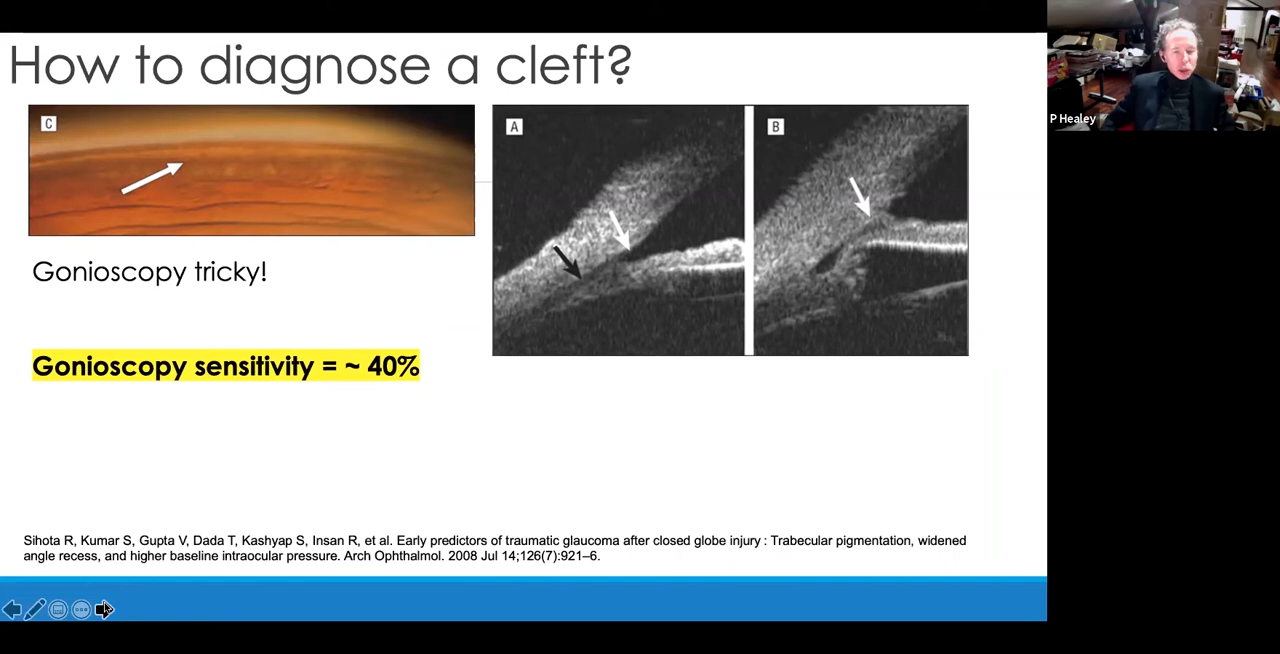 How to diagnose a cleft?
C
A
B
P Healey
Gonioscopy tricky!
Gonioscopy sensitivity = ~ 40%
Sihota R, Kumar S, Gupta V, Dada T, Kashyap S, Insan R, et al. Early predictors of traumatic glaucoma after closed globe injury : Trabecular pigmentation, widened
angle recess, and higher baseline intraocular pressure. Arch Ophthalmol. 2008 Jul 14;126(7):921–6.